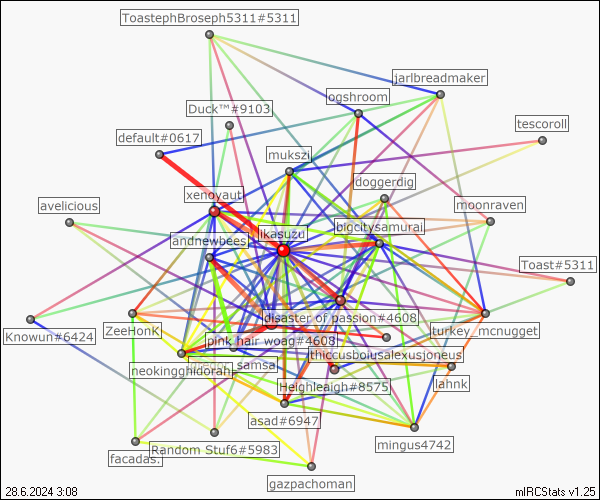 ToastephBroseph5311#5311
jarlbreadmaker
ogshroom
Duck™#9103
tescoroll
default#0617
mukszi
doggerdig
xenoyaut
avelicious
moonraven
bigcitysamurai
likasuzu
andnewbees
Toast#5311
disaster of passion#4608
Knowun#6424
ZeeHonK
turkey_mcnugget
pink hair woag#4608
thiccusboiusalexusjoneus
samsa
neokingghidorah
Heighleaigh#8575
lahnk
asad#6947
mingus4742
Random Stuf6#5983
facadas.
gazpachoman
28.6.2024 3:08
mIRCStats v1.25